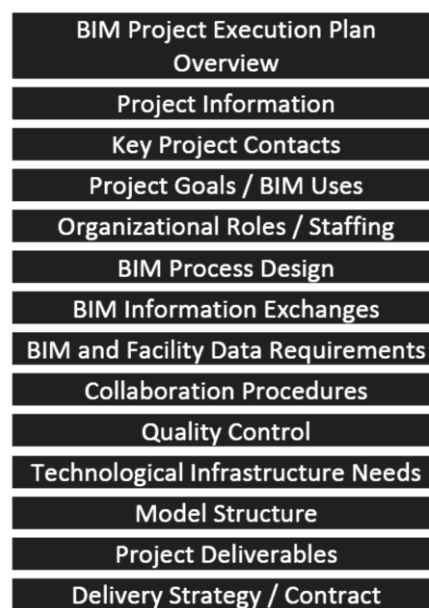 BIM Project Execution Plan
Overview
Project Information
Key Project Contacts
Project Goals / BIM Uses
Organizational Roles / Staffing
BIM Process Design
BIM Information Exchanges
BIM and Facility Data Requirements
Collaboration Procedures
Quality Control
Technological Infrastructure Needs
Model Structure
Project Deliverables
Delivery Strategy / Contract